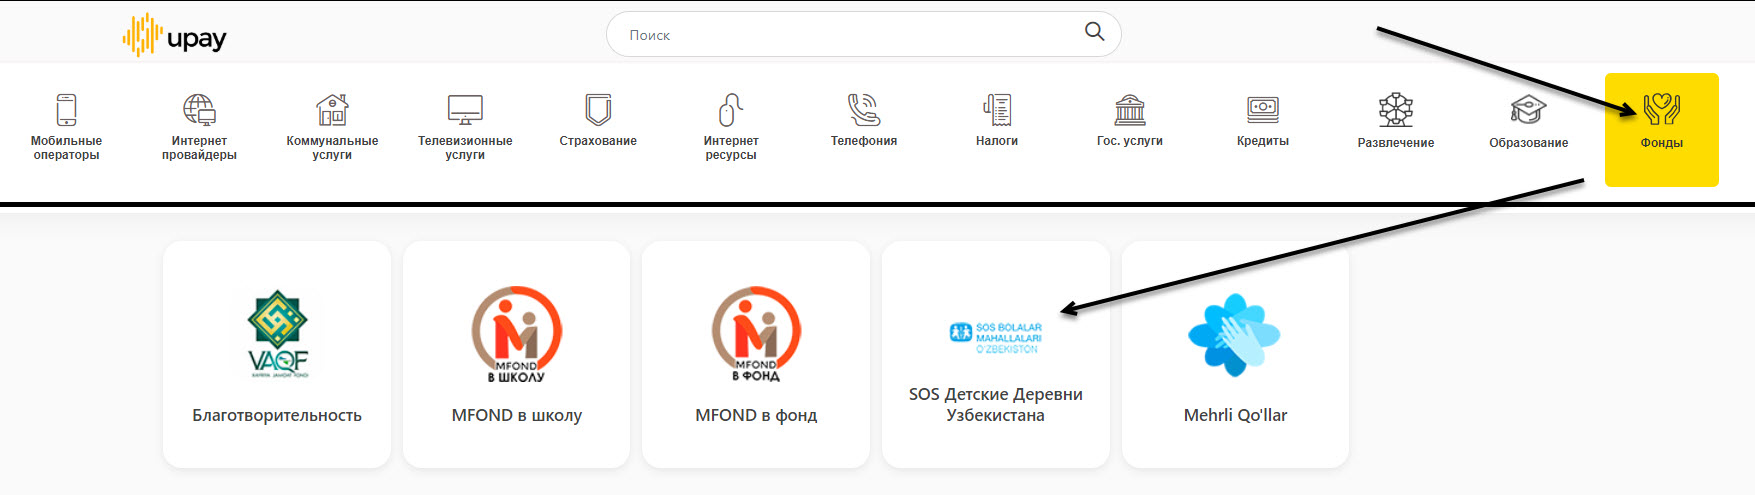 upay
Поиск
Мобильные
операторы
Интернет
провайдеры
Коммунальные
услуги
Телевизионные
услуги
Страхование
Интернет
ресурсы
Телефония
Налоги
Гос. услуги
Кредиты
Развлечение
Образование
Фонды
VAQF
Благотворительность
MFOND
В ШКОЛУ
MFOND в школу
MFOND
В ФОНД
MFOND в фонд
SOS BOLALAR
MAHALLALARI
O'ZBEKISTON
SOS Детские Деревни
Узбекистана
Mehrli Qo'llar